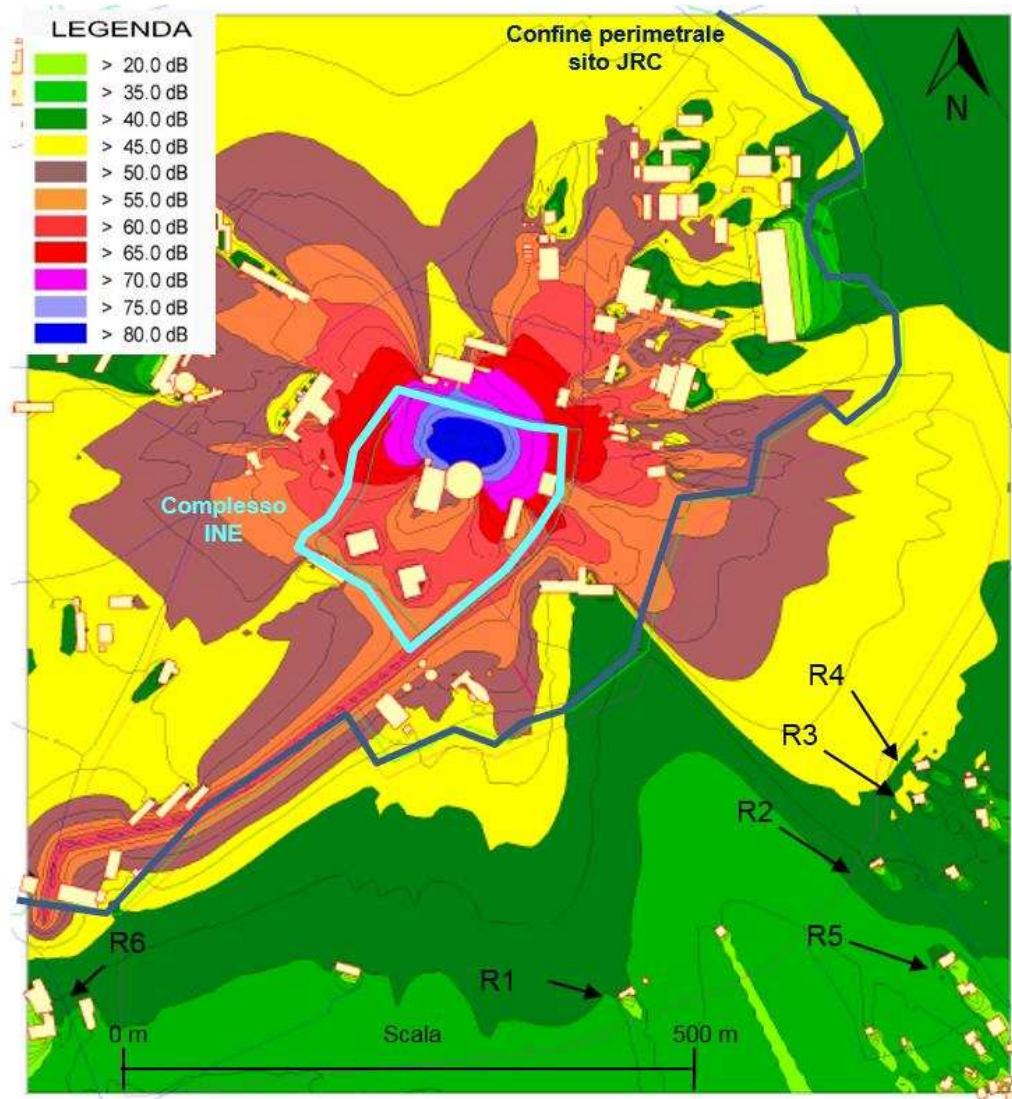 LEGENDA
> 20.0 dB
> 35.0 dB
> 40.0 dB
> 45.0 dB
> 50.0 dB
> 55.0 dB
> 60.0 dB
> 65.0 dB
> 70.0 dB
> 75.0 dB
> 80.0 dB
Confine perimetrale
sito JRC
N
Complesso
INE
R4
R3
R2
R5
R6
R1
0 m
Scala
500 m